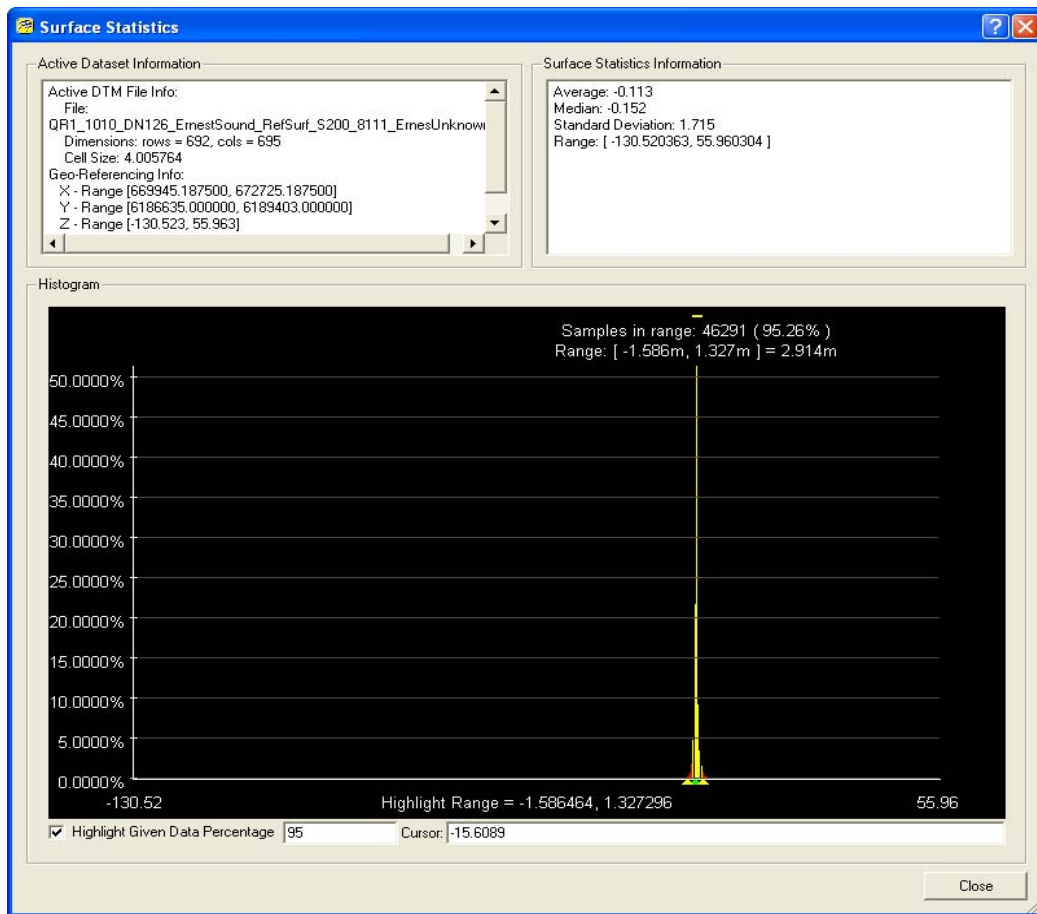 Surface Statistics
Active Dataset Information
Active DTM File Info:
File:
QR1_1010_DN126_ErnestSound_RefSurf_S200_8111_ErnesUnknown
Dimensions: rows = 692, cols = 695
Cell Size: 4.005764
Geo-Referencing Info:
X - Range [669945.187500, 672725.187500]
Y - Range [6186635.000000, 6189403.000000]
Z - Range [-130.523, 55.963]
Surface Statistics Information
Average: -0.113
Median: -0.152
Standard Deviation: 1.715
Range: [ -130.520363, 55.960304 ]
Histogram
Samples in range: 46291 ( 95.26% )
Range: [ -1.586m, 1.327m ] = 2.914m
50.0000%
45.0000%
40.0000%
35.0000%
30.0000%
25.0000%
20.0000%
15.0000%
10.0000%
5.0000%
0.0000%
-130.52 Highlight Range = -1.586464, 1.327296 55.96
Highlight Given Data Percentage 95 Cursor: -15.6089
Close